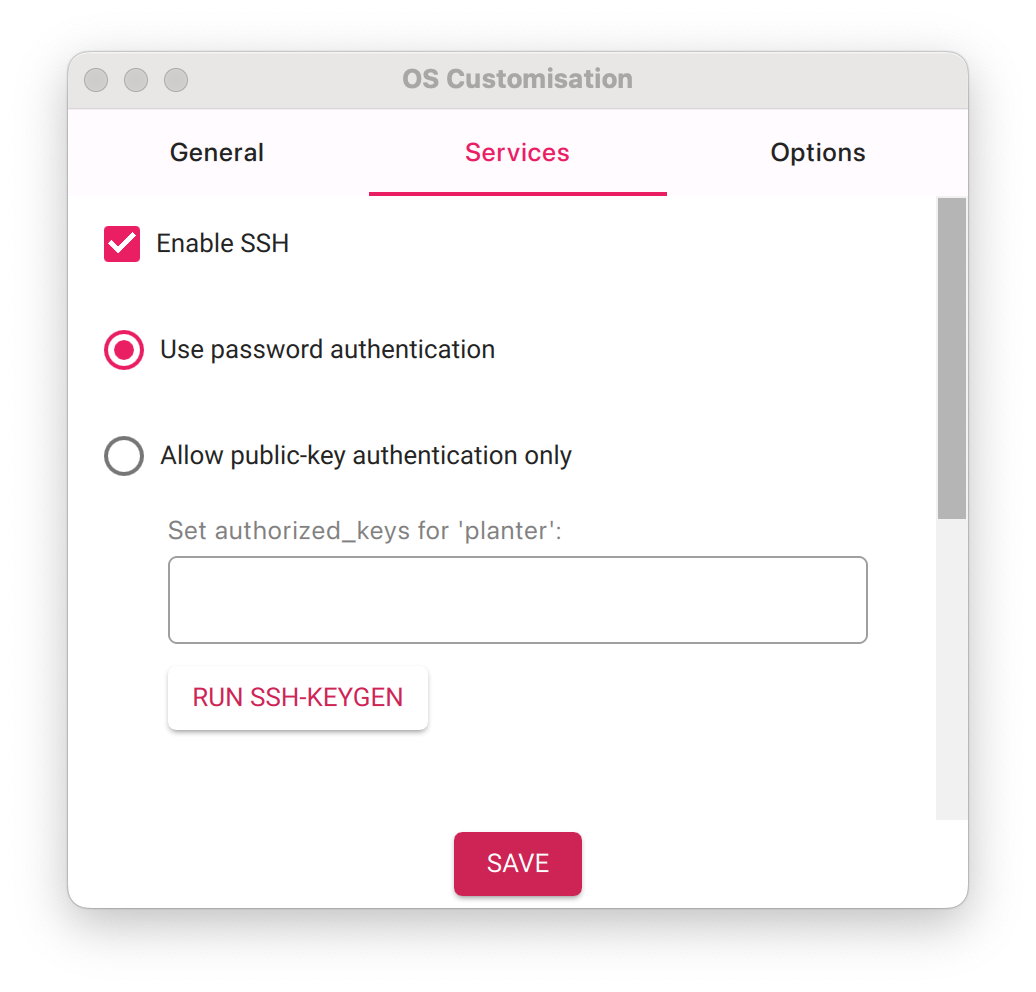 OS Customisation
General Services Options
Enable SSH
Use password authentication
Allow public-key authentication only
Set authorized_keys for 'planter':
RUN SSH-KEYGEN
SAVE